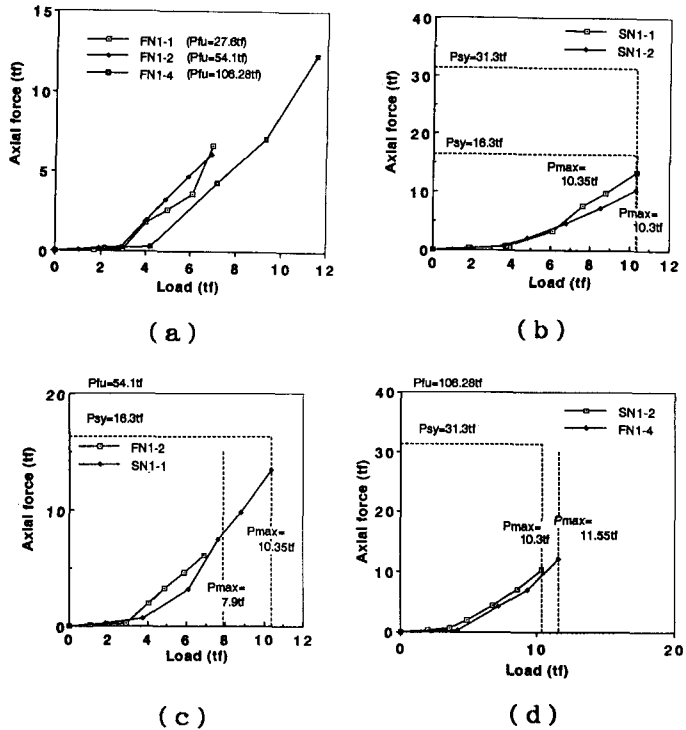 FN1-1 (Pfu=27.6tf)
FN1-2 (Pfu=54.1tf)
FN1-4 (Pfu=106.28tf)
Axial force (tf)
15
10
5
0
0 2 4 6 8 10 12
Load (tf)
(a)
SN1-1
SN1-2
Psy=31.3tf
Psy=16.3tf
Pmax=
10.35tf
Pmax=
10.3tf
Axial force (tf)
40
30
20
10
0
0 2 4 6 8 10 12
Load (tf)
(b)
Pfu=54.1tf
Psy=16.3tf
FN1-2
SN1-1
Pmax=
10.35tf
Pmax=
7.9tf
Axial force (tf)
20
10
0
0 2 4 6 8 10 12
Load (tf)
(c)
Pfu=106.28tf
SN1-2
FN1-4
Psy=31.3tf
Pmax=
10.3tf
Pmax=
11.55tf
Axial force (tf)
40
30
20
10
0
0 10 20
Load (tf)
(d)